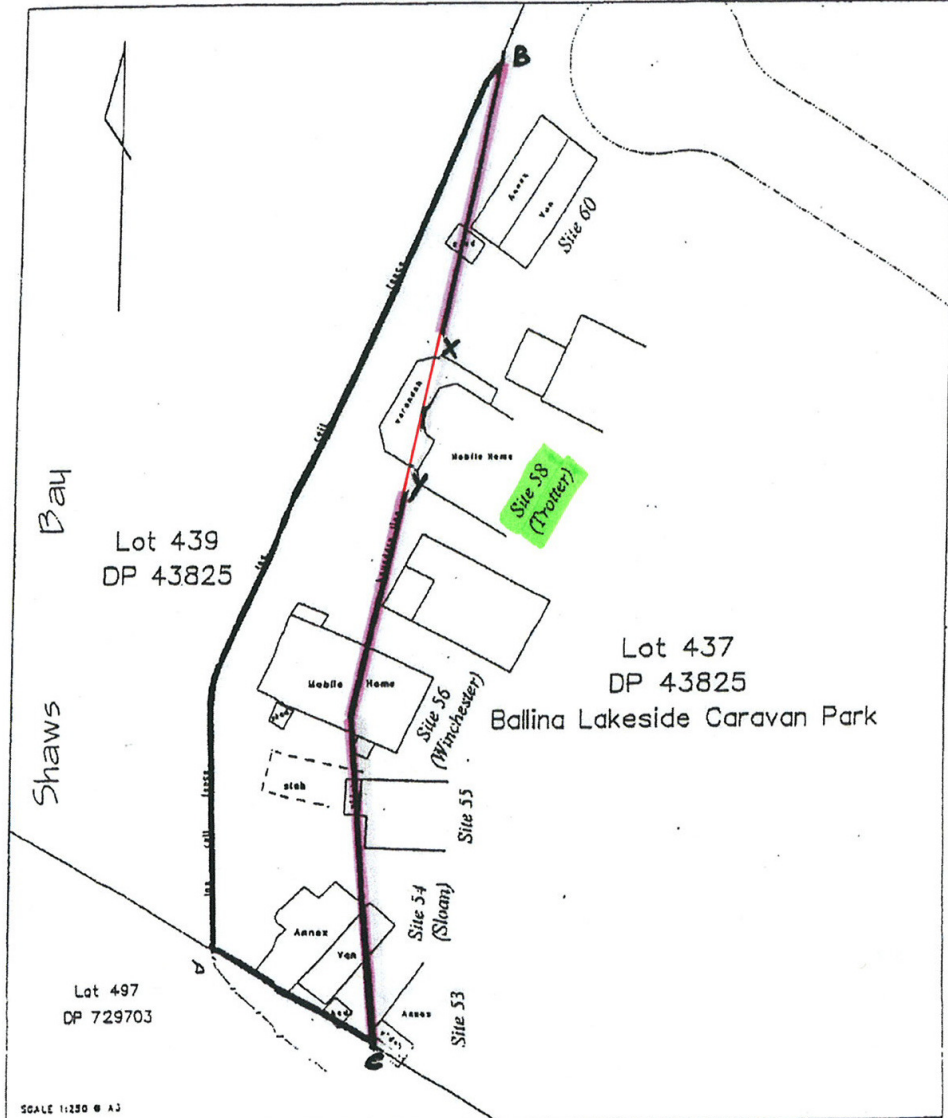 B
Annex
Van
Site 60
X
Verandah
Mobile Home
Y
Site 58
(Trotter)
Shaws Bay
Lot 439
DP 43825
Lot 437
DP 43825
Ballina Lakeside Caravan Park
Mobile Home
Site 56
(Winchester)
slab
Site 55
Site 54
(Sloan)
Annex
Van
A
Lot 497
DP 729703
Annex
Site 53
C
SCALE 1:250 @ A3